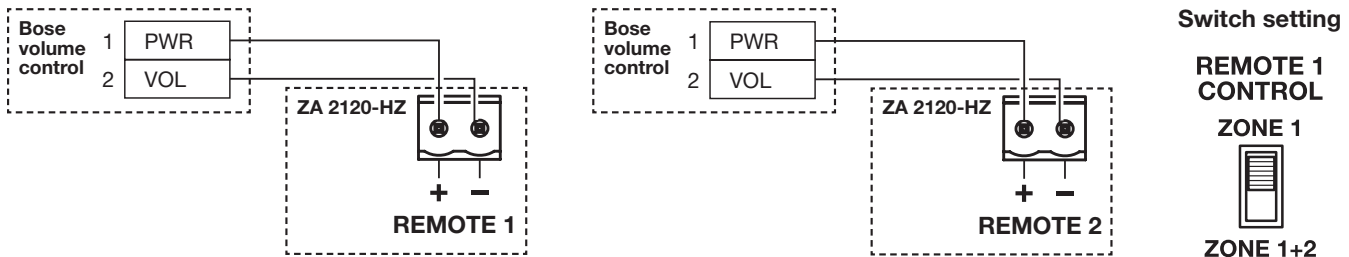 Bose
volume
control
1 PWR
2 VOL
ZA 2120-HZ
+ –
REMOTE 1
Bose
volume
control
1 PWR
2 VOL
ZA 2120-HZ
+ –
REMOTE 2
Switch setting
REMOTE 1
CONTROL
ZONE 1
ZONE 1+2